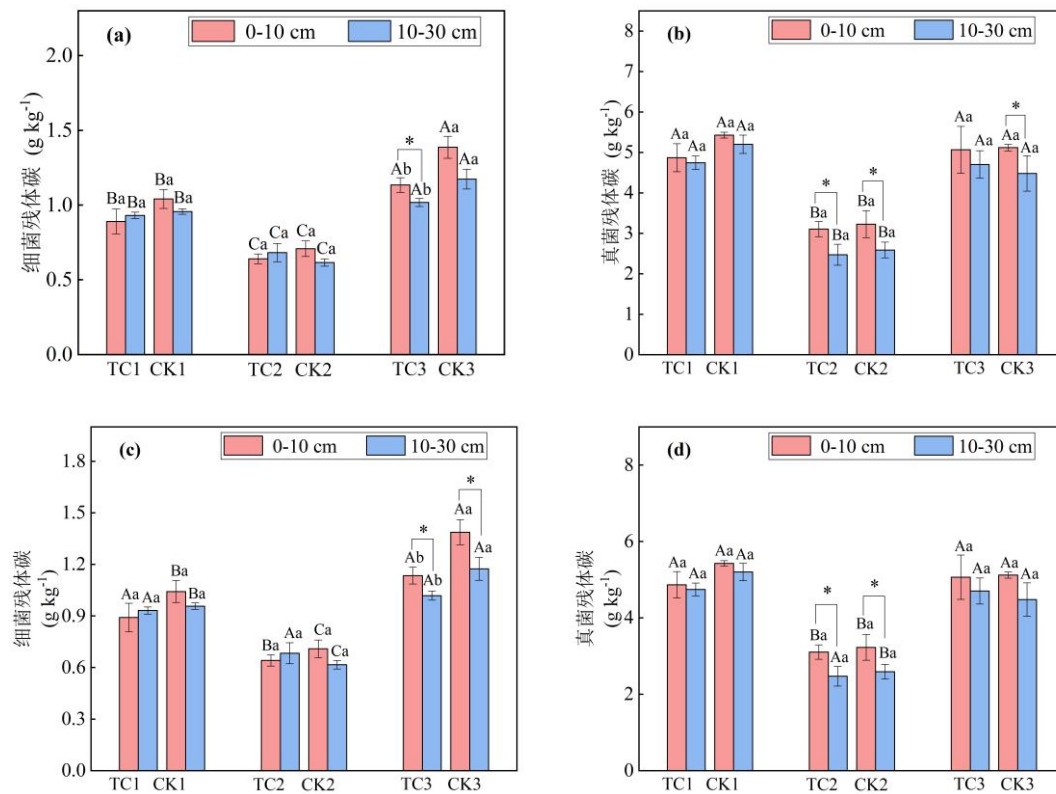 (a)
0-10 cm
10-30 cm
细菌残体碳 (g kg⁻¹)
2.0
1.5
1.0
0.5
0.0
Ba Ba
Ca
Ba
Ca
Ca
Ca
Ca
*
Ab
Ab
Aa
Aa
TC1
CK1
TC2
CK2
TC3
CK3
(b)
0-10 cm
10-30 cm
真菌残体碳 (g kg⁻¹)
8
7
6
5
4
3
2
1
0
Aa
Aa
Aa
Aa
*
Ba
Ba
*
Ba
Ba
Aa
Aa
*
Aa
Aa
TC1
CK1
TC2
CK2
TC3
CK3
(c)
0-10 cm
10-30 cm
细菌残体碳
(g kg⁻¹)
1.8
1.5
1.2
0.9
0.6
0.3
0.0
Aa Aa
Ba
Ba
Ba
Aa
Ca
Ca
*
Ab
Ab
*
Aa
Aa
TC1
CK1
TC2
CK2
TC3
CK3
(d)
0-10 cm
10-30 cm
真菌残体碳
(g kg⁻¹)
8
6
4
2
0
Aa
Aa
Aa
Aa
*
Ba
Aa
*
Ba
Ba
Aa
Aa
Aa
Aa
TC1
CK1
TC2
CK2
TC3
CK3